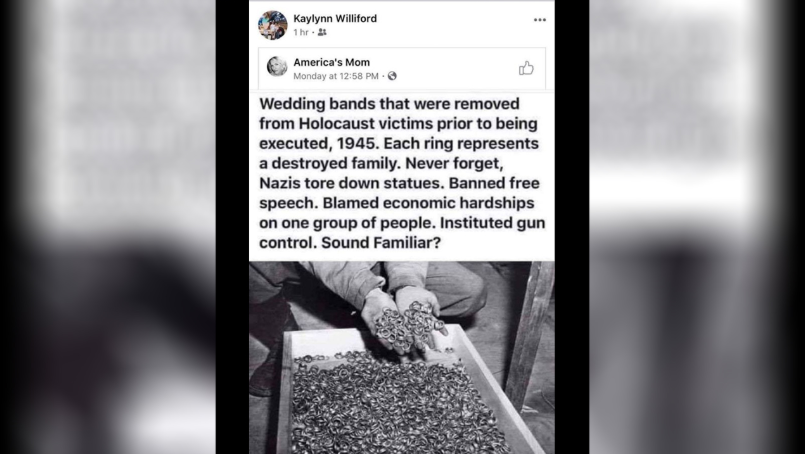 Kaylynn Williford
1 hr ·
America's Mom
Monday at 12:58 PM ·
Wedding bands that were removed
from Holocaust victims prior to being
executed, 1945. Each ring represents
a destroyed family. Never forget,
Nazis tore down statues. Banned free
speech. Blamed economic hardships
on one group of people. Instituted gun
control. Sound Familiar?